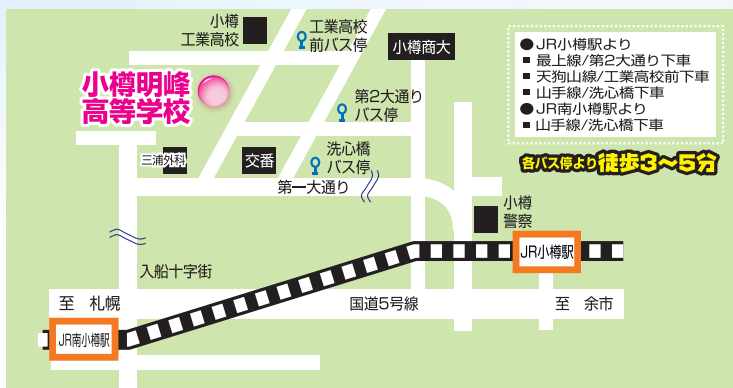 小樽
工業高校
工業高校
前バス停
小樽商大
小樽明峰
高等学校
第2大通り
バス停
三浦外科
交番
洗心橋
バス停
第一大通り
小樽
警察
JR小樽駅
入船十字街
至 札幌
国道5号線
至 余市
JR南小樽駅
●JR小樽駅より
■ 最上線/第2大通り下車
■ 天狗山線/工業高校前下車
■ 山手線/洗心橋下車
●JR南小樽駅より
■ 山手線/洗心橋下車
各バス停より徒歩3〜5分